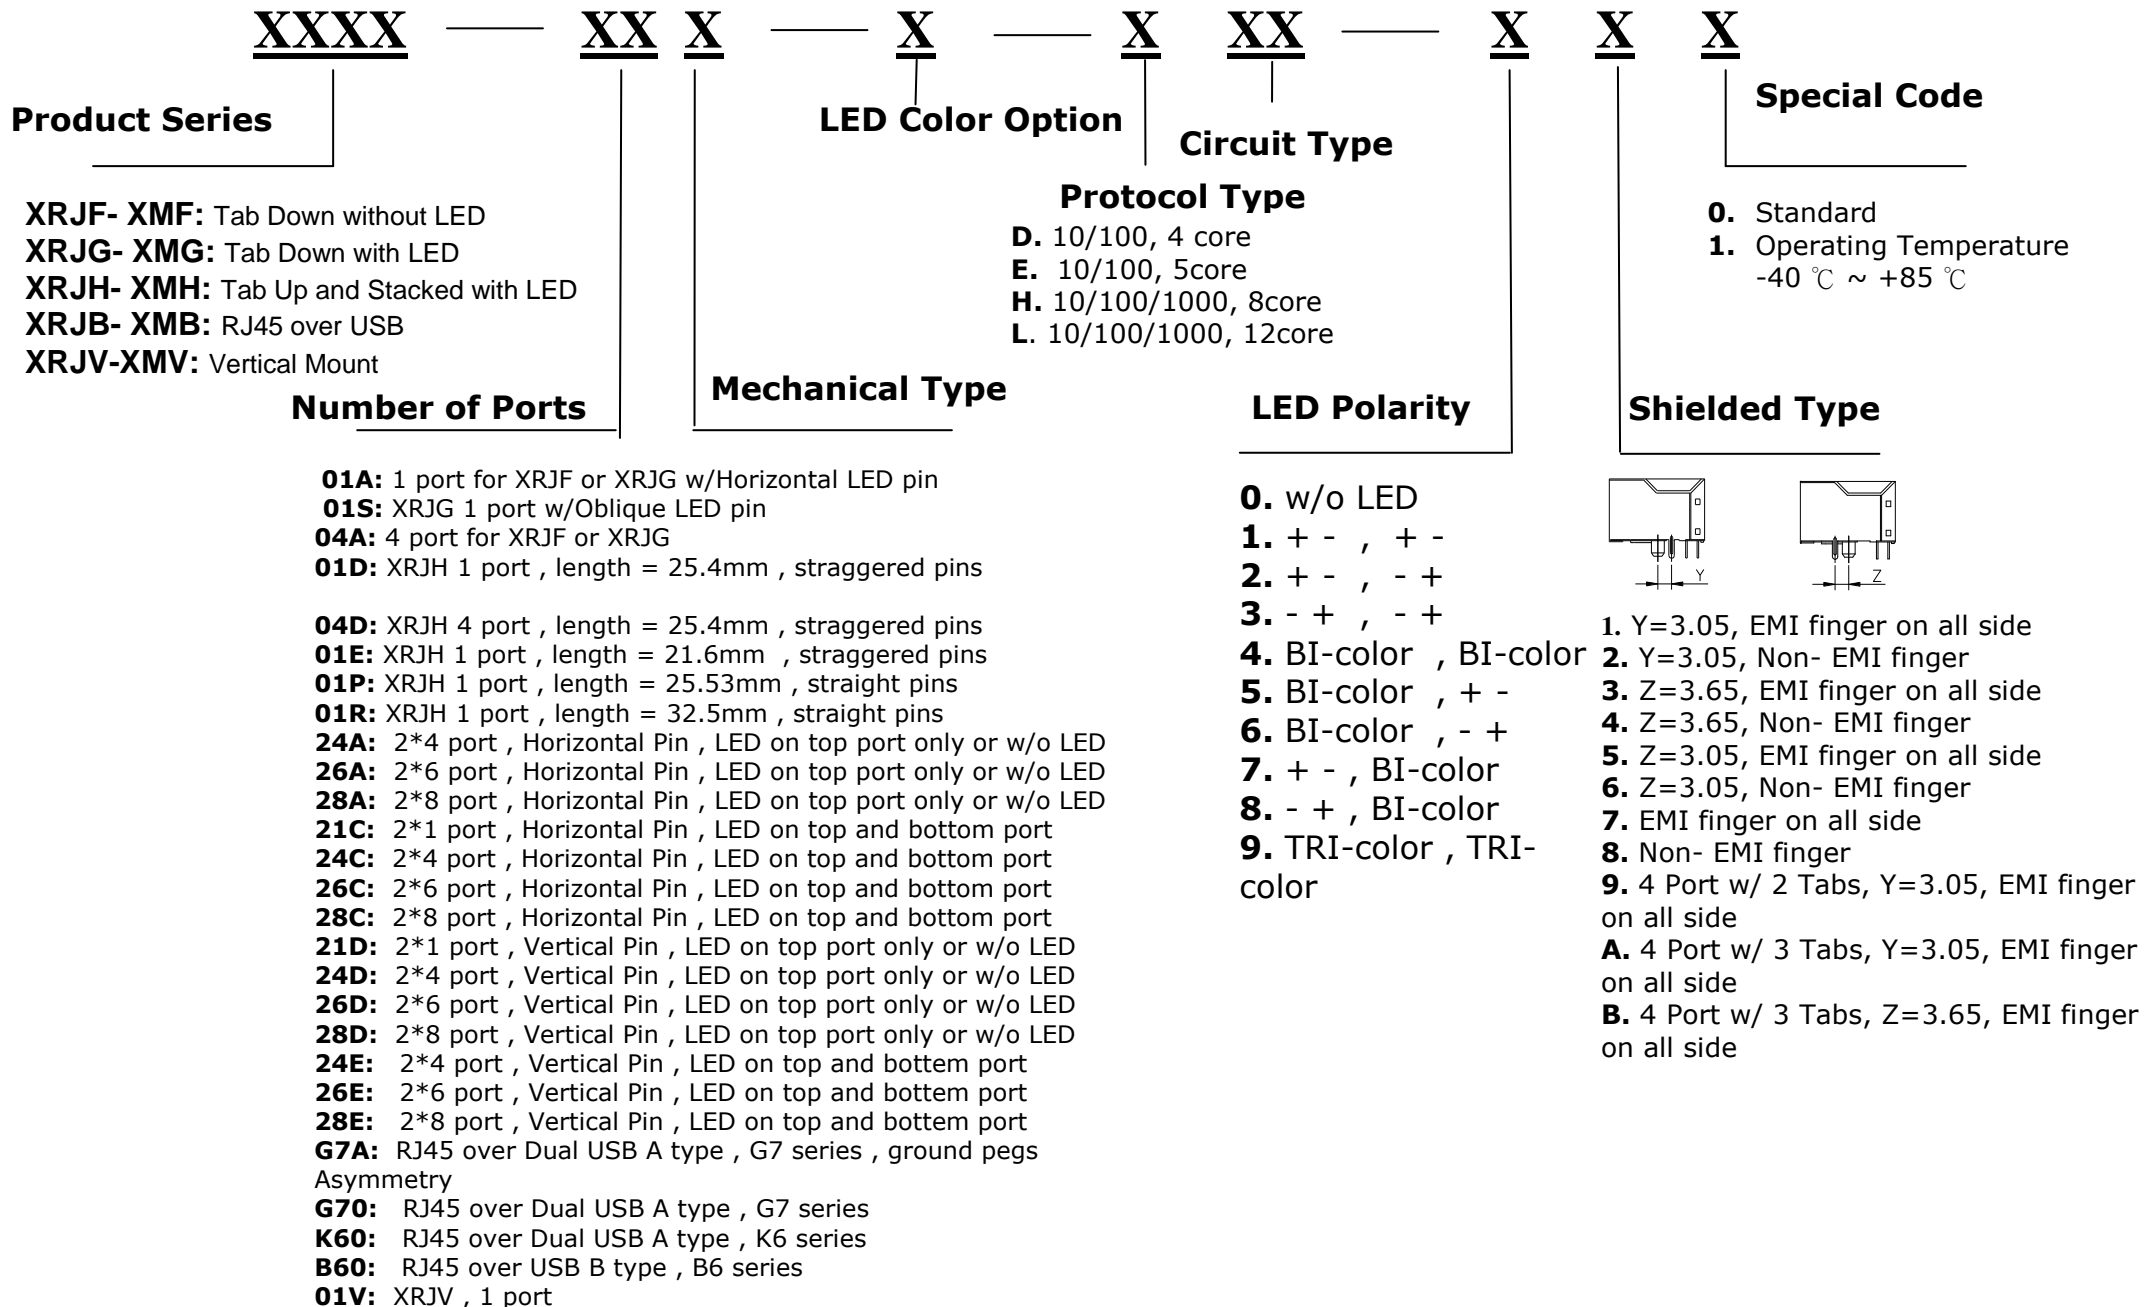 XXXX — XX X — X — X XX — X X X
Product Series
XRJF- XMF: Tab Down without LED
XRJG- XMG: Tab Down with LED
XRJH- XMH: Tab Up and Stacked with LED
XRJB- XMB: RJ45 over USB
XRJV-XMV: Vertical Mount
LED Color Option
Circuit Type
Protocol Type
D. 10/100, 4 core
E. 10/100, 5core
H. 10/100/1000, 8core
L. 10/100/1000, 12core
Special Code
0. Standard
1. Operating Temperature
-40 ℃ ~ +85 ℃
Number of Ports
Mechanical Type
01A: 1 port for XRJF or XRJG w/Horizontal LED pin
01S: XRJG 1 port w/Oblique LED pin
04A: 4 port for XRJF or XRJG
01D: XRJH 1 port , length = 25.4mm , straggered pins
04D: XRJH 4 port , length = 25.4mm , straggered pins
01E: XRJH 1 port , length = 21.6mm , straggered pins
01P: XRJH 1 port , length = 25.53mm , straight pins
01R: XRJH 1 port , length = 32.5mm , straight pins
24A: 2*4 port , Horizontal Pin , LED on top port only or w/o LED
26A: 2*6 port , Horizontal Pin , LED on top port only or w/o LED
28A: 2*8 port , Horizontal Pin , LED on top port only or w/o LED
21C: 2*1 port , Horizontal Pin , LED on top and bottom port
24C: 2*4 port , Horizontal Pin , LED on top and bottom port
26C: 2*6 port , Horizontal Pin , LED on top and bottom port
28C: 2*8 port , Horizontal Pin , LED on top and bottom port
21D: 2*1 port , Vertical Pin , LED on top port only or w/o LED
24D: 2*4 port , Vertical Pin , LED on top port only or w/o LED
26D: 2*6 port , Vertical Pin , LED on top port only or w/o LED
28D: 2*8 port , Vertical Pin , LED on top port only or w/o LED
24E: 2*4 port , Vertical Pin , LED on top and bottem port
26E: 2*6 port , Vertical Pin , LED on top and bottem port
28E: 2*8 port , Vertical Pin , LED on top and bottem port
G7A: RJ45 over Dual USB A type , G7 series , ground pegs
Asymmetry
G70: RJ45 over Dual USB A type , G7 series
K60: RJ45 over Dual USB A type , K6 series
B60: RJ45 over USB B type , B6 series
01V: XRJV , 1 port
LED Polarity
0. w/o LED
1. + - , + -
2. + - , - +
3. - + , - +
4. BI-color , BI-color
5. BI-color , + -
6. BI-color , - +
7. + - , BI-color
8. - + , BI-color
9. TRI-color , TRI-
color
Shielded Type
Y
Z
1. Y=3.05, EMI finger on all side
2. Y=3.05, Non- EMI finger
3. Z=3.65, EMI finger on all side
4. Z=3.65, Non- EMI finger
5. Z=3.05, EMI finger on all side
6. Z=3.05, Non- EMI finger
7. EMI finger on all side
8. Non- EMI finger
9. 4 Port w/ 2 Tabs, Y=3.05, EMI finger
on all side
A. 4 Port w/ 3 Tabs, Y=3.05, EMI finger
on all side
B. 4 Port w/ 3 Tabs, Z=3.65, EMI finger
on all side